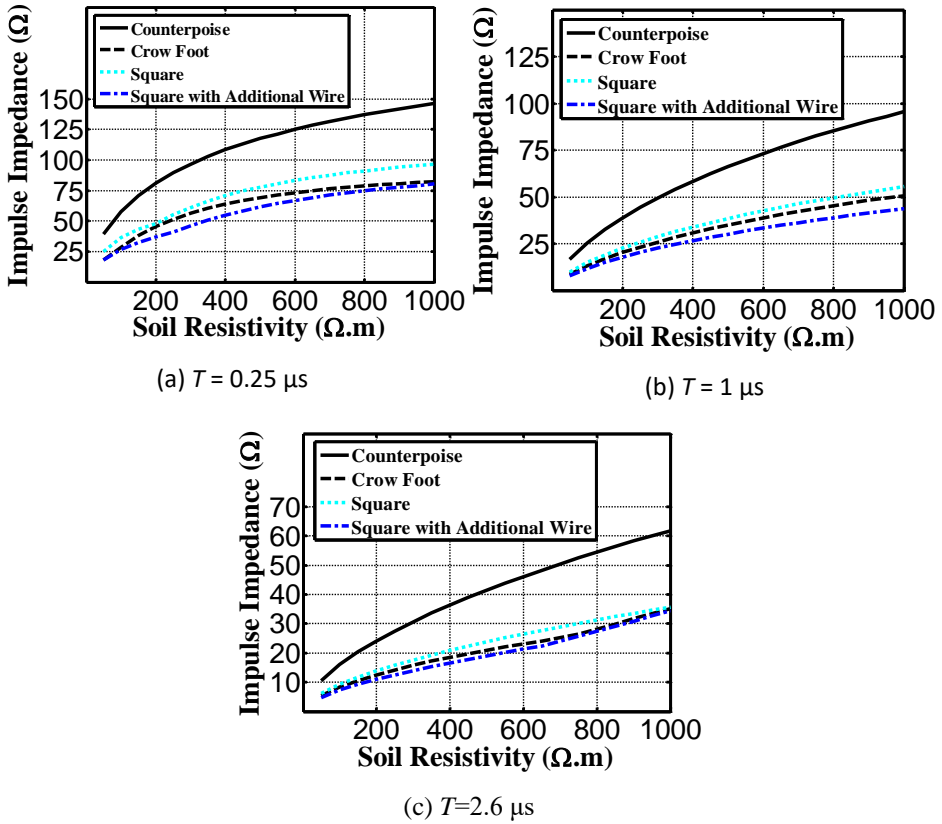 Impulse Impedance (Ω)
Counterpoise
Crow Foot
Square
Square with Additional Wire
150
125
100
75
50
25
200 400 600 800 1000
Soil Resistivity (Ω.m)
(a) T = 0.25 µs
Impulse Impedance (Ω)
Counterpoise
Crow Foot
Square
Square with Additional Wire
125
100
75
50
25
200 400 600 800 1000
Soil Resistivity (Ω.m)
(b) T = 1 µs
Impulse Impedance (Ω)
Counterpoise
Crow Foot
Square
Square with Additional Wire
70
60
50
40
30
20
10
200 400 600 800 1000
Soil Resistivity (Ω.m)
(c) T=2.6 µs